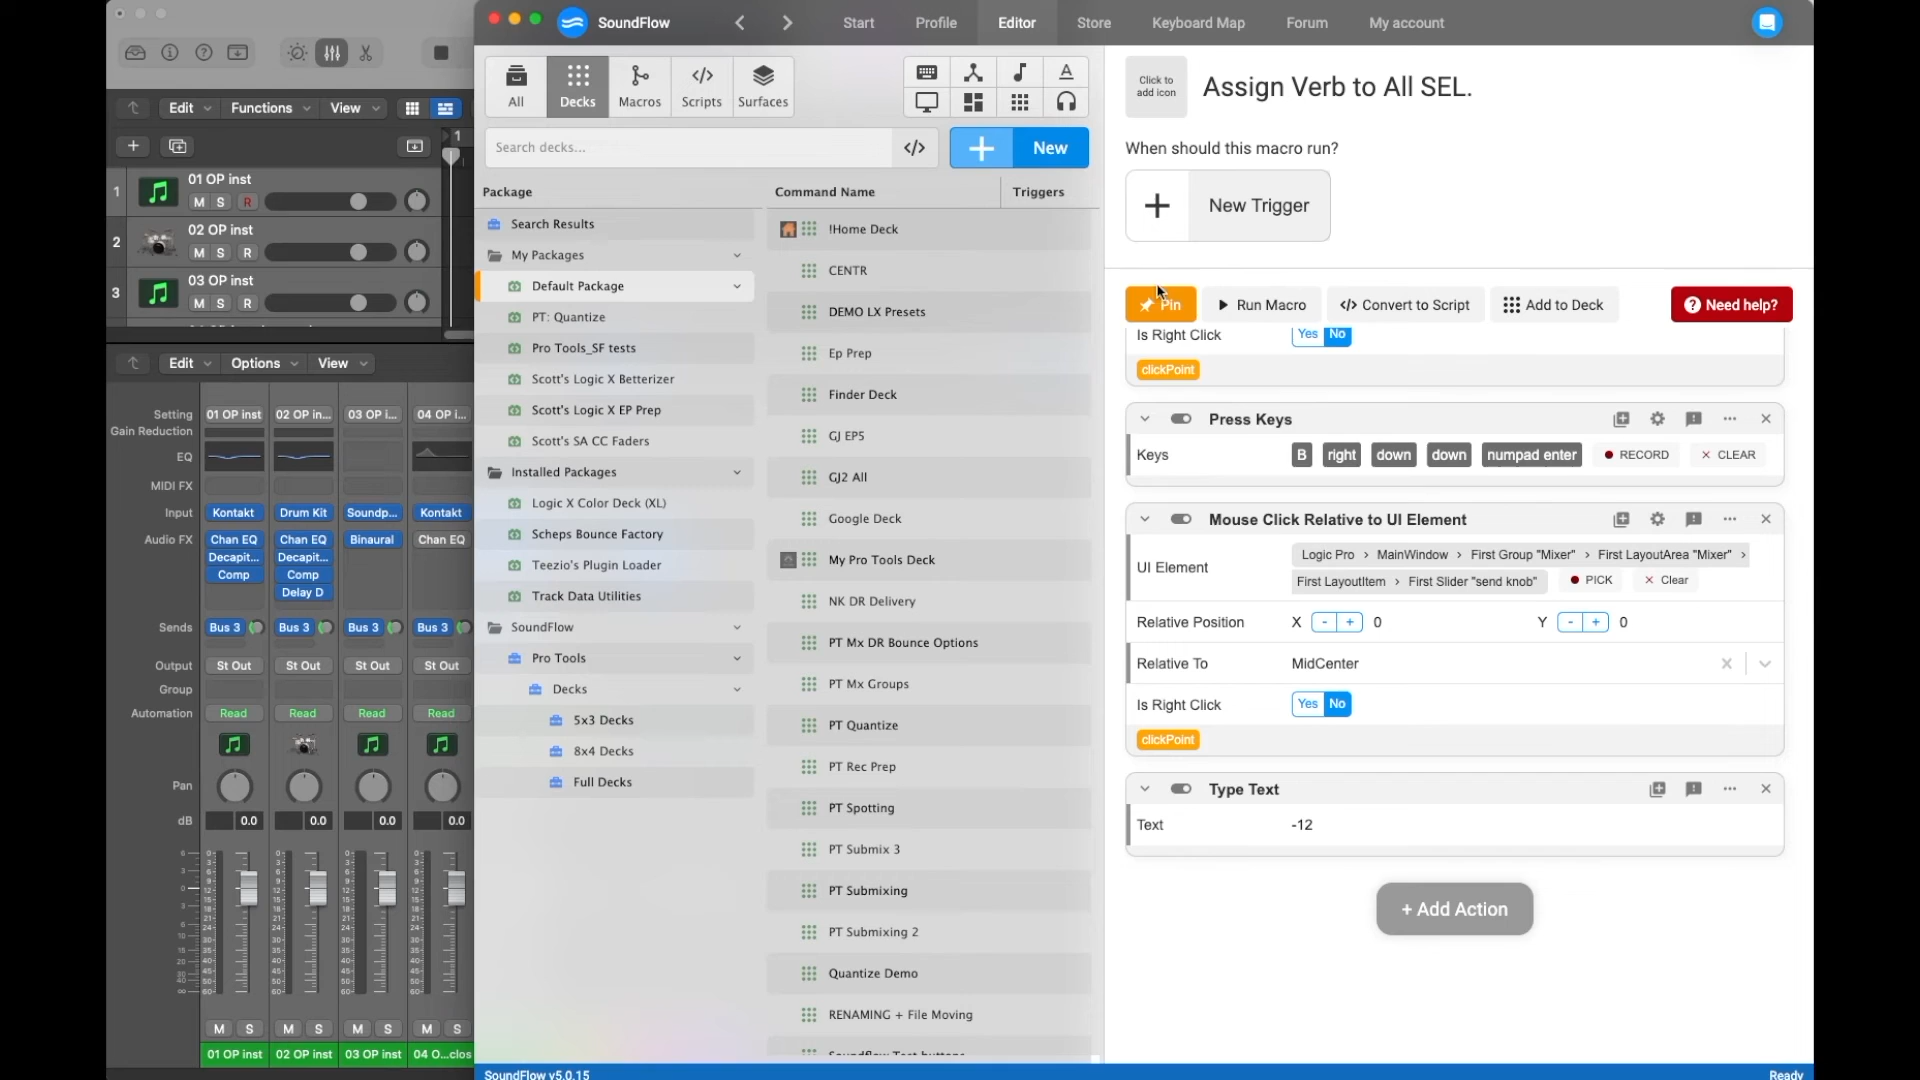 SoundFlow
Start
Profile
Editor
Store
Keyboard Map
Forum
My account
All
Decks
Macros
Scripts
Surfaces
Click to
add icon
Assign Verb to All SEL.
Edit
Functions
View
1
Search decks...
New
When should this macro run?
New Trigger
Package
Command Name
Triggers
1
01 OP inst
M S R
2
02 OP inst
M S R
3
03 OP inst
M S R
Search Results
My Packages
Default Package
PT: Quantize
Pro Tools_SF tests
Scott's Logic X Betterizer
Scott's Logic X EP Prep
Scott's SA CC Faders
Installed Packages
Logic X Color Deck (XL)
Scheps Bounce Factory
Teezio's Plugin Loader
Track Data Utilities
SoundFlow
Pro Tools
Decks
5x3 Decks
8x4 Decks
Full Decks
!Home Deck
CENTR
DEMO LX Presets
Ep Prep
Finder Deck
GJ EPS
GJ2 All
Google Deck
My Pro Tools Deck
NK DR Delivery
PT Mx DR Bounce Options
PT Mx Groups
PT Quantize
PT Rec Prep
PT Spotting
PT Submix 3
PT Submixing
PT Submixing 2
Quantize Demo
RENAMING + File Moving
Soundflow Test buttons
Pin
Run Macro
Convert to Script
Add to Deck
Need help?
Is Right Click Yes No
clickPoint
Press Keys
Keys B right down down numpad enter RECORD CLEAR
Mouse Click Relative to UI Element
UI Element
Logic Pro › MainWindow › First Group "Mixer" › First LayoutArea "Mixer" ›
First LayoutItem › First Slider "send knob" PICK Clear
Relative Position X - + 0 Y - + 0
Relative To MidCenter
Is Right Click Yes No
clickPoint
Type Text
Text -12
+ Add Action
Edit
Options
View
Setting 01 OP inst 02 OP in... 03 OP i... 04 OP i...
Gain Reduction
EQ
MIDI FX
Input Kontakt Drum Kit Soundp... Kontakt
Audio FX Chan EQ Chan EQ Binaural Chan EQ
Decapit... Decapit...
Comp Comp
Delay D
Sends Bus 3 Bus 3 Bus 3 Bus 3
Output St Out St Out St Out St Out
Group
Automation Read Read Read Read
Pan
dB 0.0 0.0 0.0 0.0
M S M S M S M S
01 OP inst 02 OP inst 03 OP inst 04 O...clos
SoundFlow v5.0.15
Ready